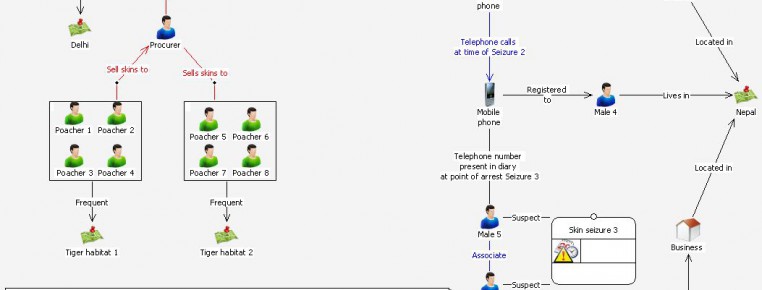 phone
Delhi
Procurer
Telephone calls
at time of Seizure 2
Located in
Sell skins to
Sells skins to
Registered
to
Mobile
phone
Male 4
Lives in
Nepal
Poacher 1
Poacher 2
Poacher 5
Poacher 6
Poacher 3
Poacher 4
Poacher 7
Poacher 8
Telephone number
present in diary
at point of arrest Seizure 3
Located in
Frequent
Frequent
Male 5
Suspect
Skin seizure 3
Tiger habitat 1
Tiger habitat 2
Business
Associate
Suspect